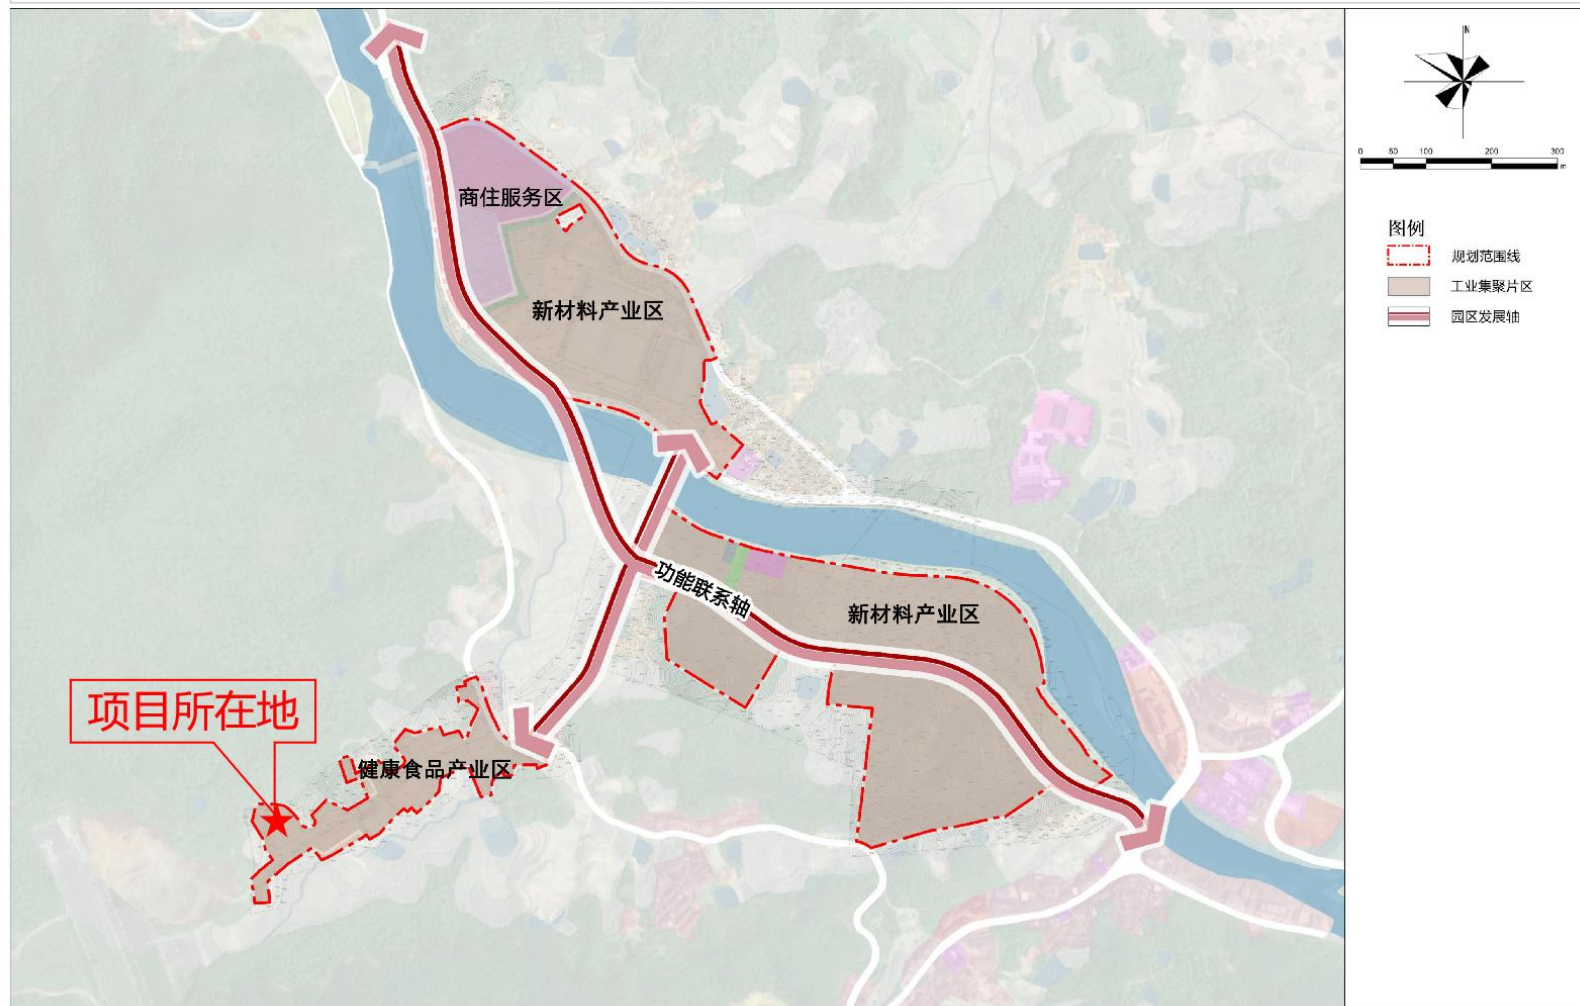 商住服务区
新材料产业区
功能联系轴
新材料产业区
项目所在地
健康食品产业区
N
0 50 100 200 300
m
图例
规划范围线
工业集聚片区
园区发展轴